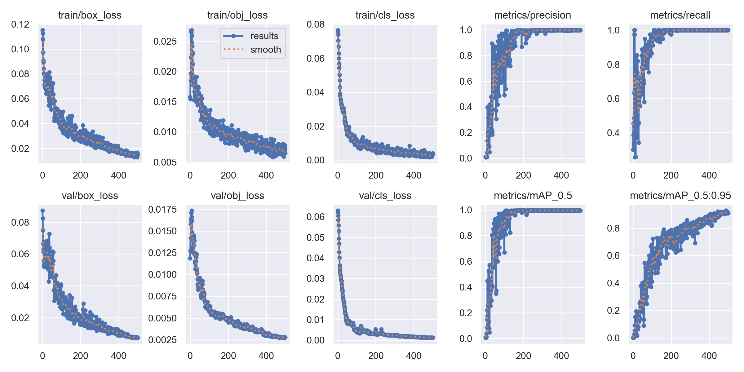 train/box_loss
train/obj_loss
train/cls_loss
metrics/precision
metrics/recall
0.12
0.10
0.08
0.06
0.04
0.02
0 200 400
results
smooth
0.025
0.020
0.015
0.010
0.005
0 200 400
0.08
0.06
0.04
0.02
0.00
0 200 400
1.0
0.8
0.6
0.4
0.2
0.0
0 200 400
1.0
0.8
0.6
0.4
0 200 400
val/box_loss
val/obj_loss
val/cls_loss
metrics/mAP_0.5
metrics/mAP_0.5:0.95
0.08
0.06
0.04
0.02
0 200 400
0.0175
0.0150
0.0125
0.0100
0.0075
0.0050
0.0025
0 200 400
0.06
0.05
0.04
0.03
0.02
0.01
0.00
0 200 400
1.0
0.8
0.6
0.4
0.2
0.0
0 200 400
0.8
0.6
0.4
0.2
0.0
0 200 400